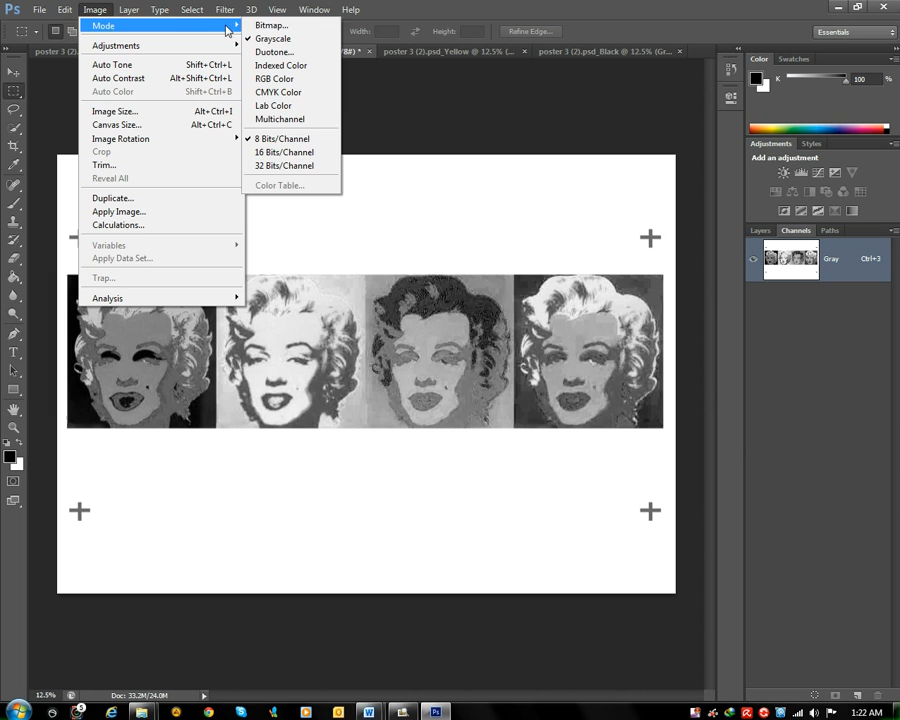 Ps File Edit Image Layer Type Select Filter 3D View Window Help
Width: Height: Refine Edge... Essentials
poster 3 (2).psd_Yellow @ 12.5% (... × poster 3 (2).psd_Black @ 12.5% (Gr... ×
Mode
Adjustments
Auto Tone Shift+Ctrl+L
Auto Contrast Alt+Shift+Ctrl+L
Auto Color Shift+Ctrl+B
Image Size... Alt+Ctrl+I
Canvas Size... Alt+Ctrl+C
Image Rotation
Crop
Trim...
Reveal All
Duplicate...
Apply Image...
Calculations...
Variables
Apply Data Set...
Trap...
Analysis
Bitmap...
Grayscale
Duotone...
Indexed Color
RGB Color
CMYK Color
Lab Color
Multichannel
8 Bits/Channel
16 Bits/Channel
32 Bits/Channel
Color Table...
Color Swatches
K 100 %
Adjustments Styles
Add an adjustment
Layers Channels Paths
Gray Ctrl+3
12.5% Doc: 33.2M/24.0M
1:22 AM